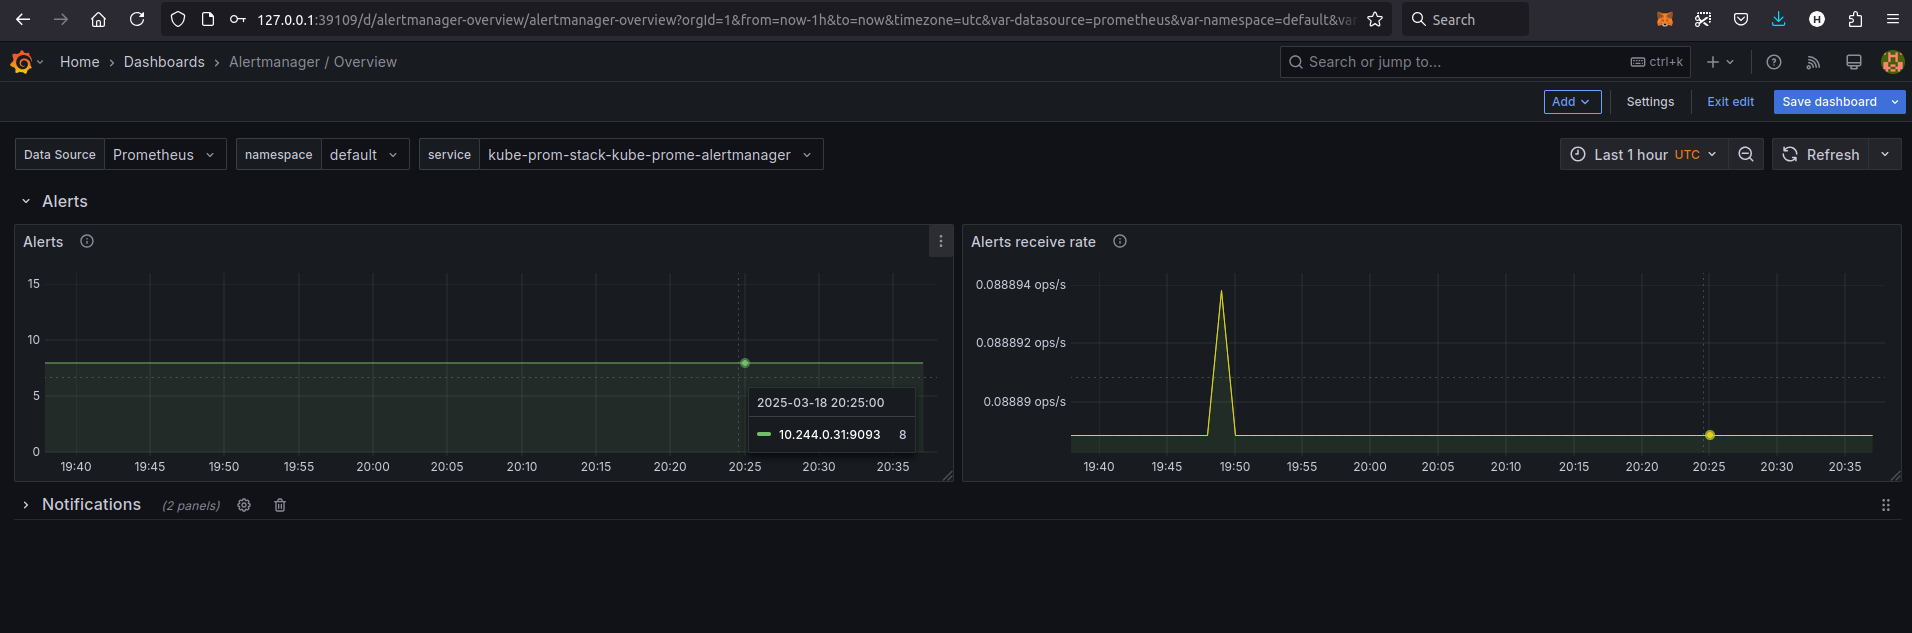 127.0.0.1:39109/d/alertmanager-overview/alertmanager-overview?orgId=1&from=now-1h&to=now&timezone=utc&var-datasource=prometheus&var-namespace=default&va
Search
H
Home › Dashboards › Alertmanager / Overview
Search or jump to...
ctrl+k
Add
Settings
Exit edit
Save dashboard
Data Source
Prometheus
namespace
default
service
kube-prom-stack-kube-prome-alertmanager
Last 1 hour UTC
Refresh
Alerts
Alerts
15
10
5
0
19:40 19:45 19:50 19:55 20:00 20:05 20:10 20:15 20:20 20:25 20:30 20:35
2025-03-18 20:25:00
10.244.0.31:9093 8
Alerts receive rate
0.088894 ops/s
0.088892 ops/s
0.08889 ops/s
19:40 19:45 19:50 19:55 20:00 20:05 20:10 20:15 20:20 20:25 20:30 20:35
Notifications (2 panels)